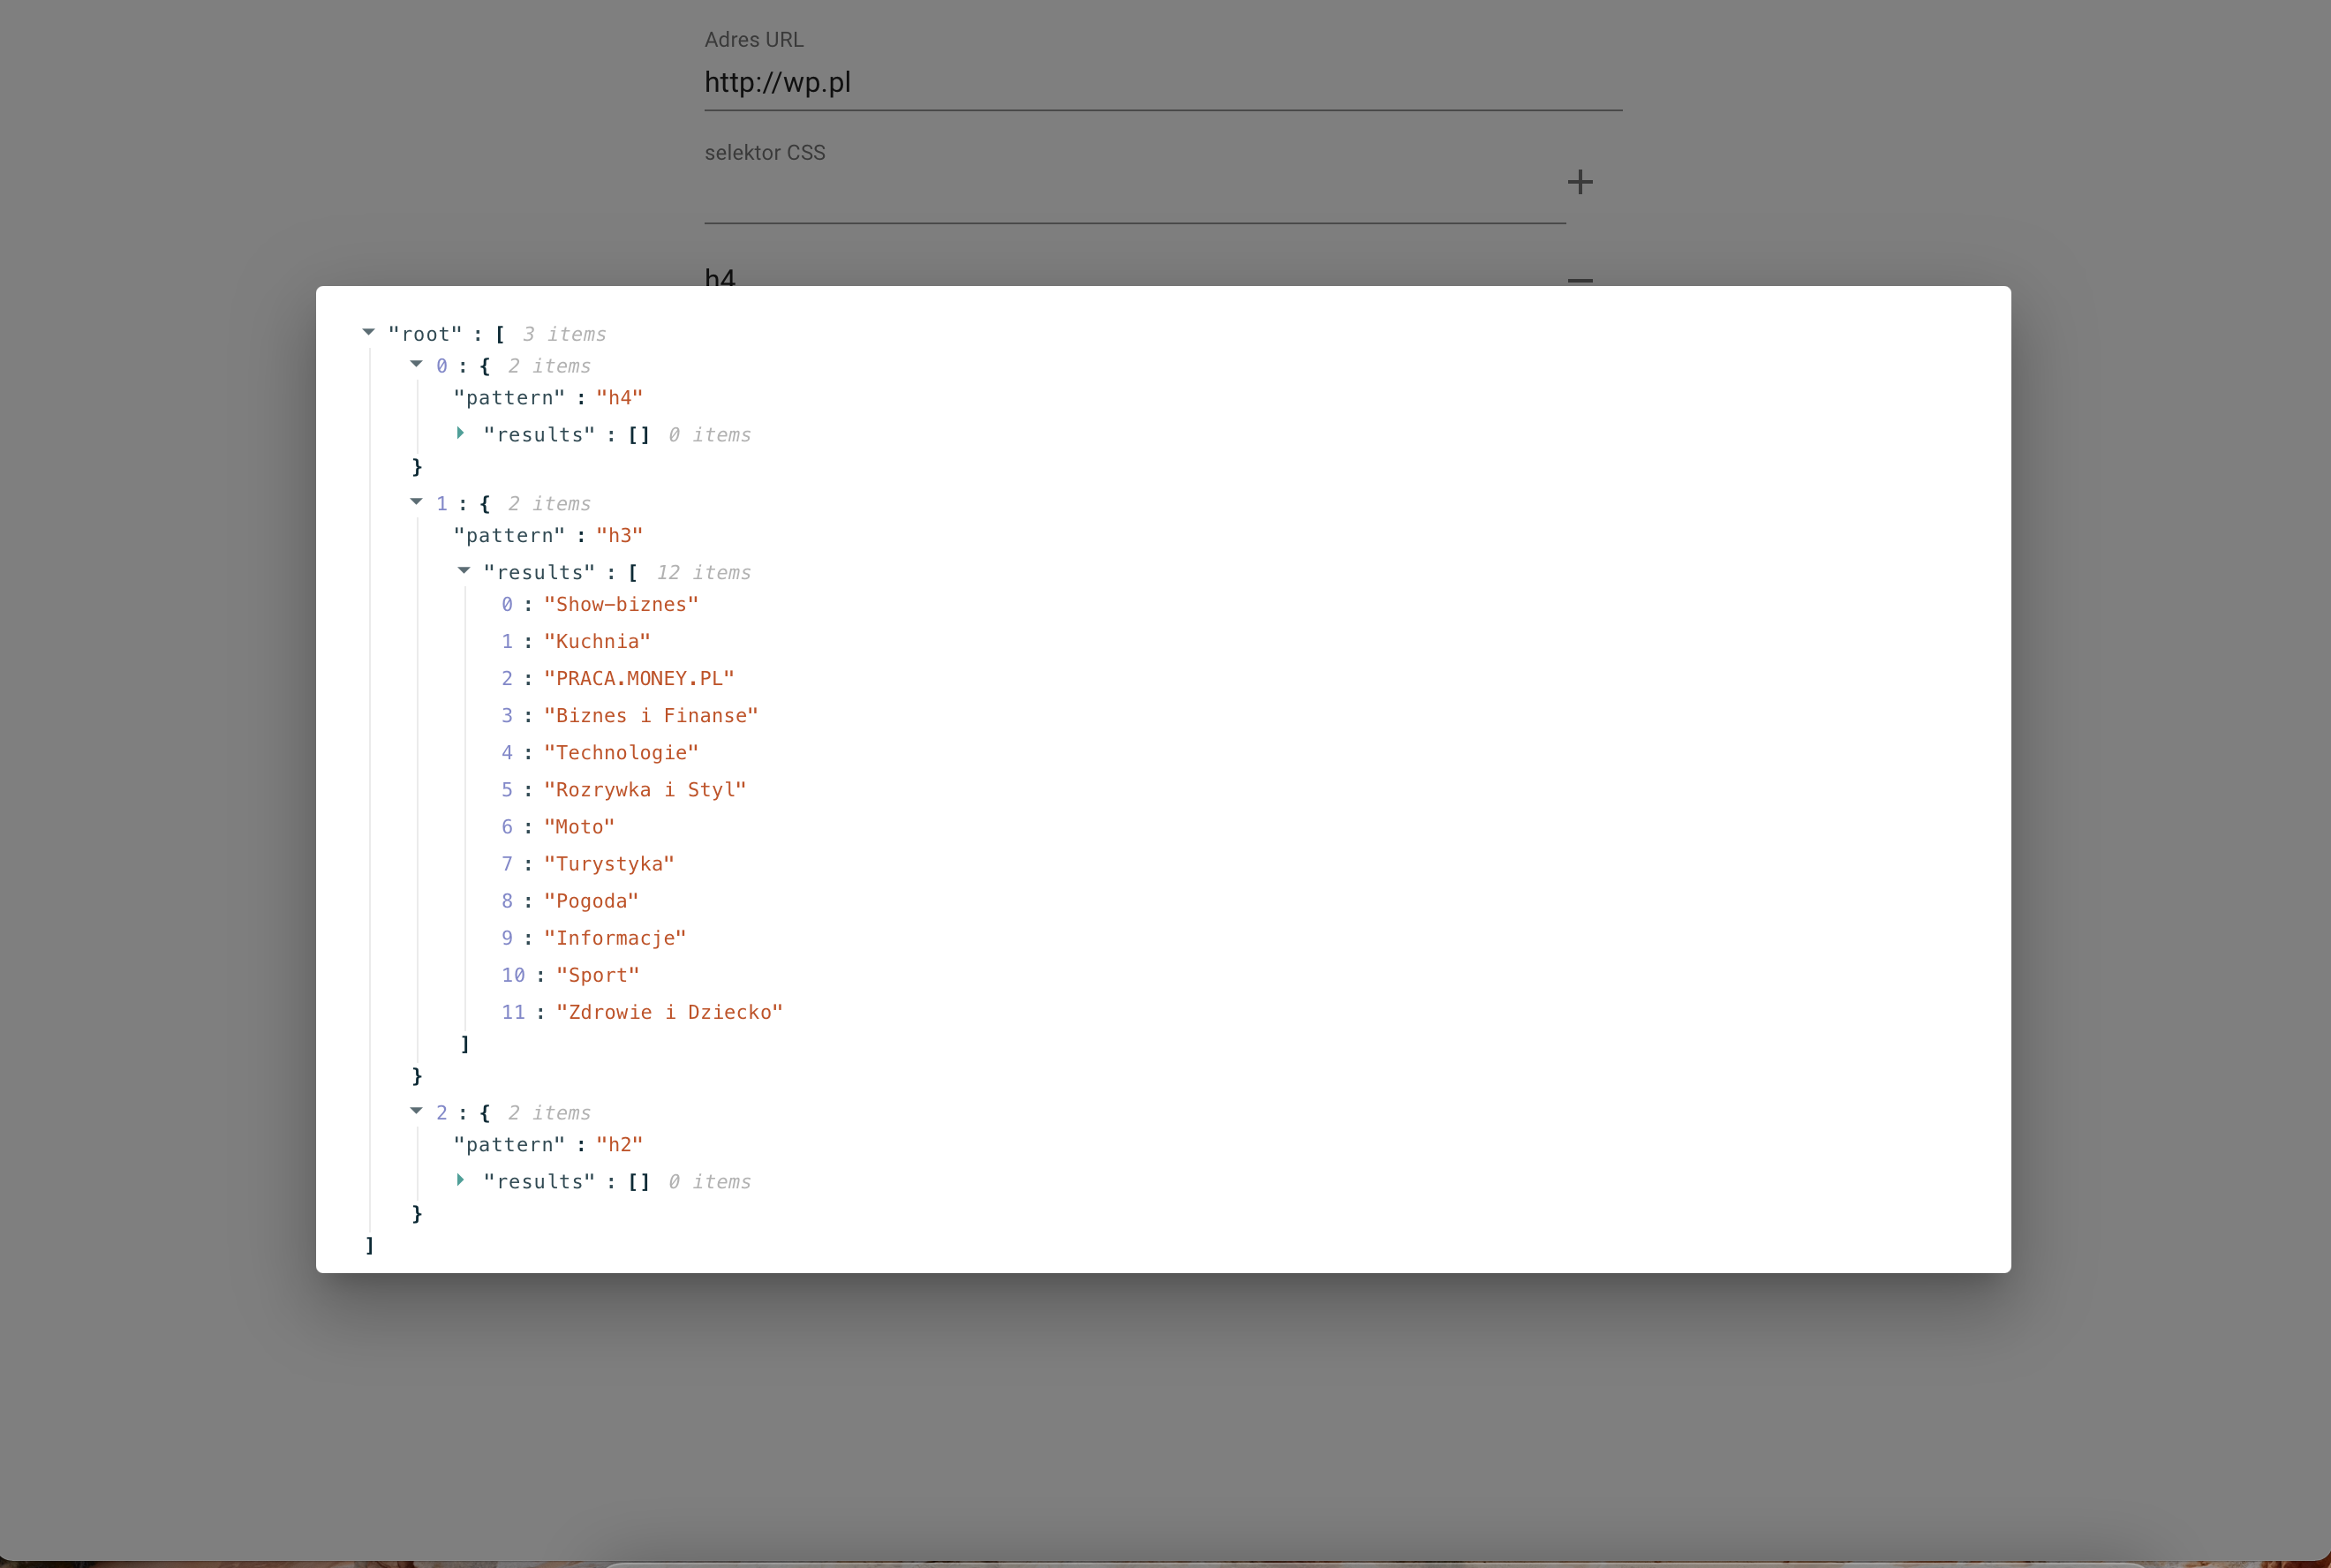 Adres URL
http://wp.pl
selektor CSS
h4
"root" : [ 3 items
0 : { 2 items
"pattern" : "h4"
"results" : [] 0 items
}
1 : { 2 items
"pattern" : "h3"
"results" : [ 12 items
0 : "Show-biznes"
1 : "Kuchnia"
2 : "PRACA.MONEY.PL"
3 : "Biznes i Finanse"
4 : "Technologie"
5 : "Rozrywka i Styl"
6 : "Moto"
7 : "Turystyka"
8 : "Pogoda"
9 : "Informacje"
10 : "Sport"
11 : "Zdrowie i Dziecko"
]
}
2 : { 2 items
"pattern" : "h2"
"results" : [] 0 items
}
]